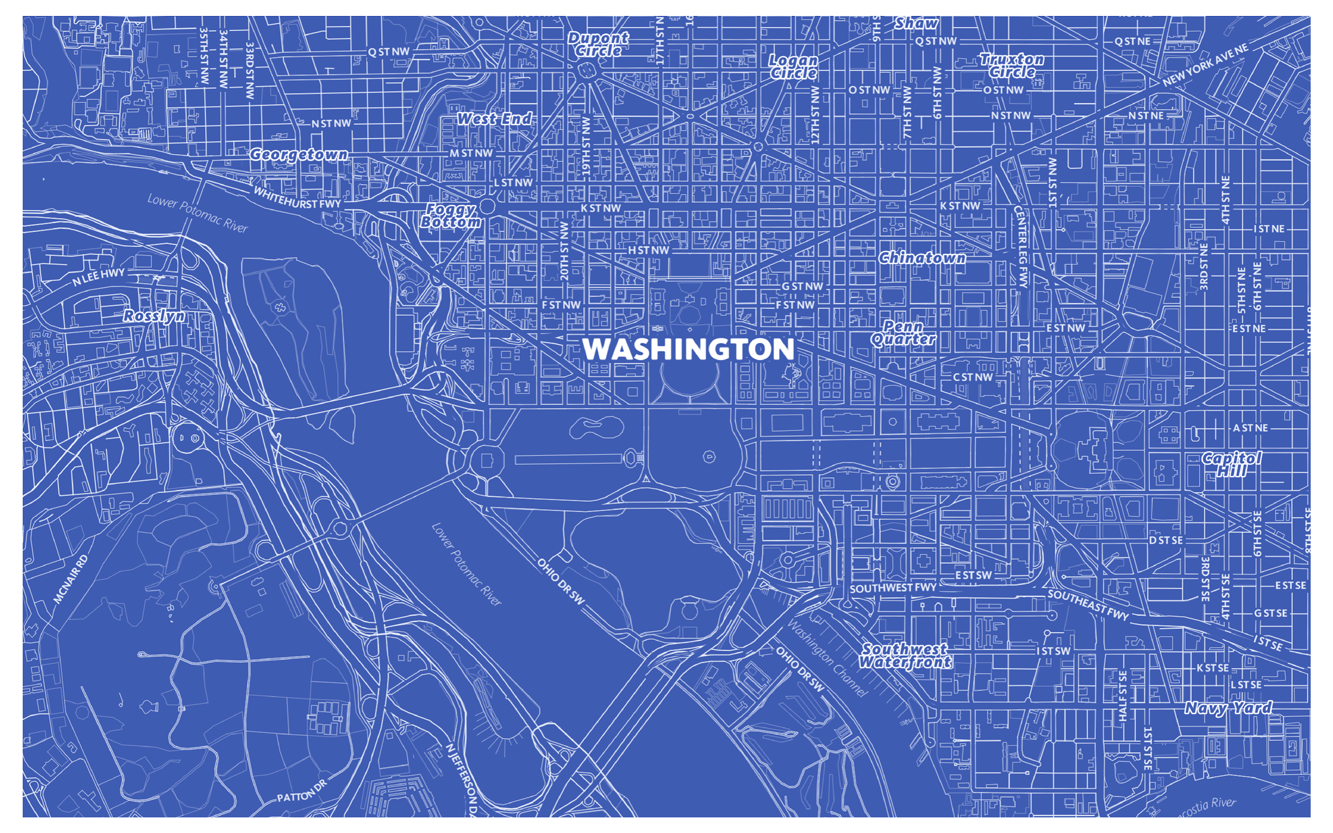 35TH ST NW
34TH ST NW
33RD ST NW
Q ST NW
Dupont
Circle
17TH ST N
16
9TH S
Shaw
Q ST NW
Logan
Circle
Truxton
Circle
Q ST NE
NEW YORK AVE NE
O ST NW
O ST NW
N ST NW
West End
19TH ST NW
12TH ST NW
7TH ST NW
6TH ST NW
N ST NW
N ST NE
Georgetown
M ST NW
L ST NW
WHITEHURST FWY
Lower Potomac River
Foggy
Bottom
K ST NW
K ST NW
1ST ST NW
4TH ST NE
20TH ST NW
H ST NW
CENTER LEG FWY
I ST NE
N LEE HWY
Chinatown
3RD ST NE
5TH ST NE
6TH ST NE
G ST NW
F ST NW
F ST NW
Rosslyn
Penn
Quarter
E ST NW
E ST NE
WASHINGTON
C ST NW
A ST NE
Capitol
Hill
Lower Potomac River
OHIO DR SW
MCNAIR RD
D ST SE
6TH ST SE
8TH ST SE
E ST SW
SOUTHWEST FWY
SOUTHEAST FWY
3RD ST SE
4TH ST SE
E ST SE
G ST SE
I ST SE
Washington Channel
OHIO DR SW
Southwest
Waterfront
I ST SW
K ST SE
L ST SE
HALF ST SE
Navy Yard
1ST ST SE
N JEFFERSON DA
PATTON DR
costia River